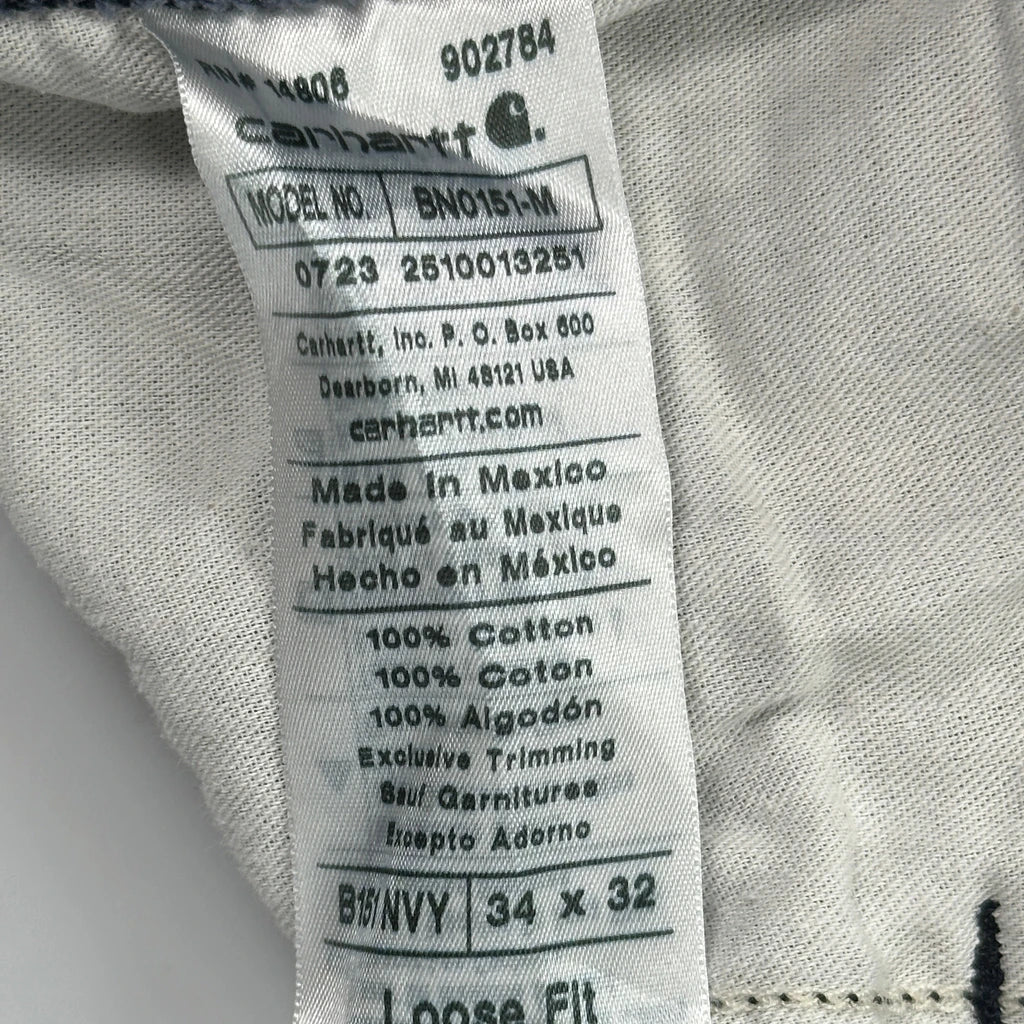 RN# 14806 902784
carhartt
MODEL NO. BN0151-M
0723 2510013251
Carhartt, Inc. P. O. Box 600
Dearborn, MI 48121 USA
carhartt.com
Made in Mexico
Fabriqué au Mexique
Hecho en México
100% Cotton
100% Coton
100% Algodón
Exclusive Trimming
Sauf Garnitures
Excepto Adorno
B151NVY 34 x 32
Loose Fit